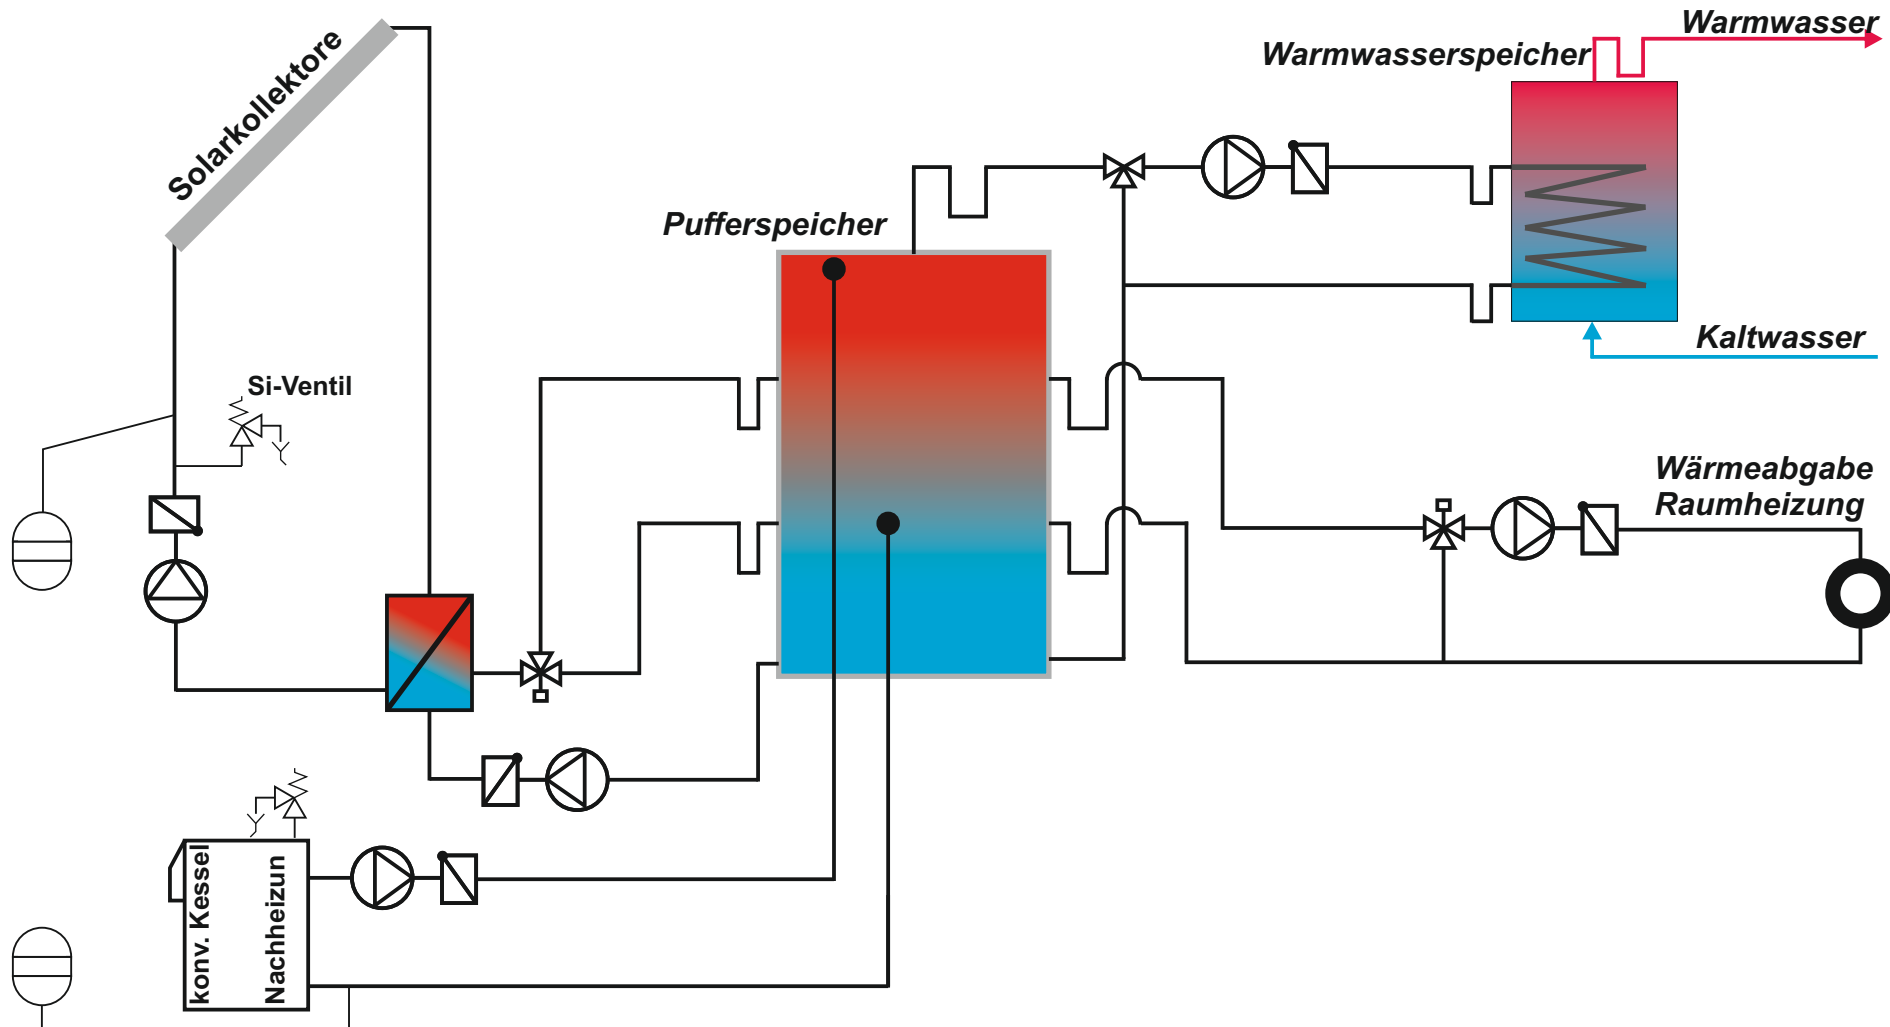 Warmwasser
Warmwasserspeicher
Solarkollektore
Pufferspeicher
Kaltwasser
Si-Ventil
Wärmeabgabe
Raumheizung
konv. Kessel
Nachheizun